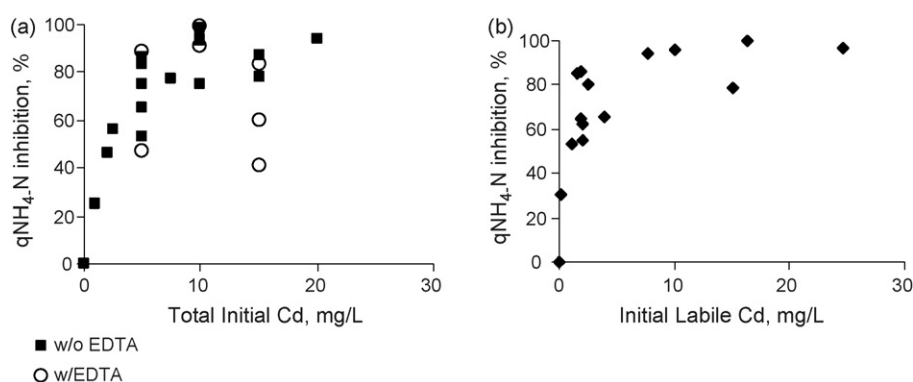 (a)
qNH₄-N inhibition, %
100
80
60
40
20
0
0 10 20 30
Total Initial Cd, mg/L
■ w/o EDTA
○ w/EDTA
(b)
qNH₄-N inhibition, %
100
80
60
40
20
0
0 10 20 30
Initial Labile Cd, mg/L